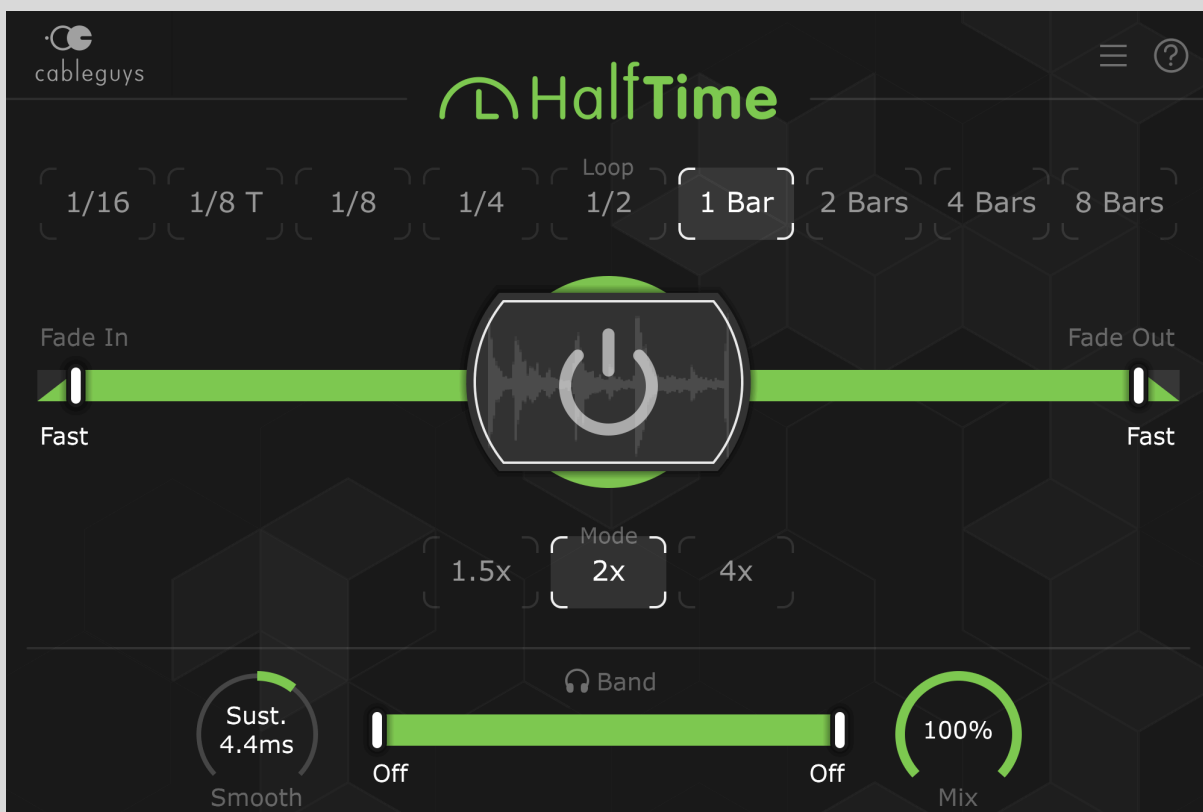 cableguys
HalfTime
Loop
1/16 1/8 T 1/8 1/4 1/2 1 Bar 2 Bars 4 Bars 8 Bars
Fade In Fade Out
Fast Fast
Mode
1.5x 2x 4x
Band
Sust.
4.4ms
100%
Off Off
Smooth Mix